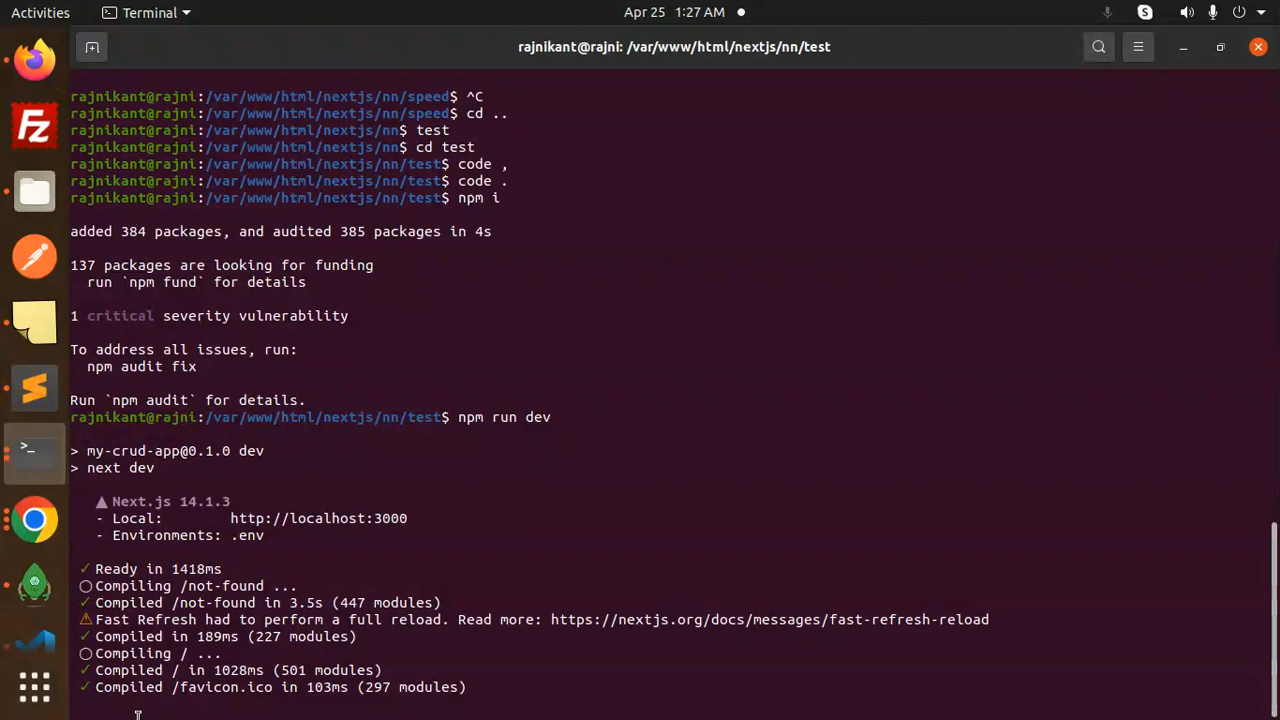 Activities
Terminal
Apr 25 1:27 AM
rajnikant@rajni: /var/www/html/nextjs/nn/test
rajnikant@rajni:/var/www/html/nextjs/nn/speed$ ^C
rajnikant@rajni:/var/www/html/nextjs/nn/speed$ cd ..
rajnikant@rajni:/var/www/html/nextjs/nn$ test
rajnikant@rajni:/var/www/html/nextjs/nn$ cd test
rajnikant@rajni:/var/www/html/nextjs/nn/test$ code ,
rajnikant@rajni:/var/www/html/nextjs/nn/test$ code .
rajnikant@rajni:/var/www/html/nextjs/nn/test$ npm i
added 384 packages, and audited 385 packages in 4s
137 packages are looking for funding
run `npm fund` for details
1 critical severity vulnerability
To address all issues, run:
npm audit fix
Run `npm audit` for details.
rajnikant@rajni:/var/www/html/nextjs/nn/test$ npm run dev
> my-crud-app@0.1.0 dev
> next dev
▲ Next.js 14.1.3
- Local: http://localhost:3000
- Environments: .env
✓ Ready in 1418ms
○ Compiling /not-found ...
✓ Compiled /not-found in 3.5s (447 modules)
⚠ Fast Refresh had to perform a full reload. Read more: https://nextjs.org/docs/messages/fast-refresh-reload
✓ Compiled in 189ms (227 modules)
○ Compiling / ...
✓ Compiled / in 1028ms (501 modules)
✓ Compiled /favicon.ico in 103ms (297 modules)